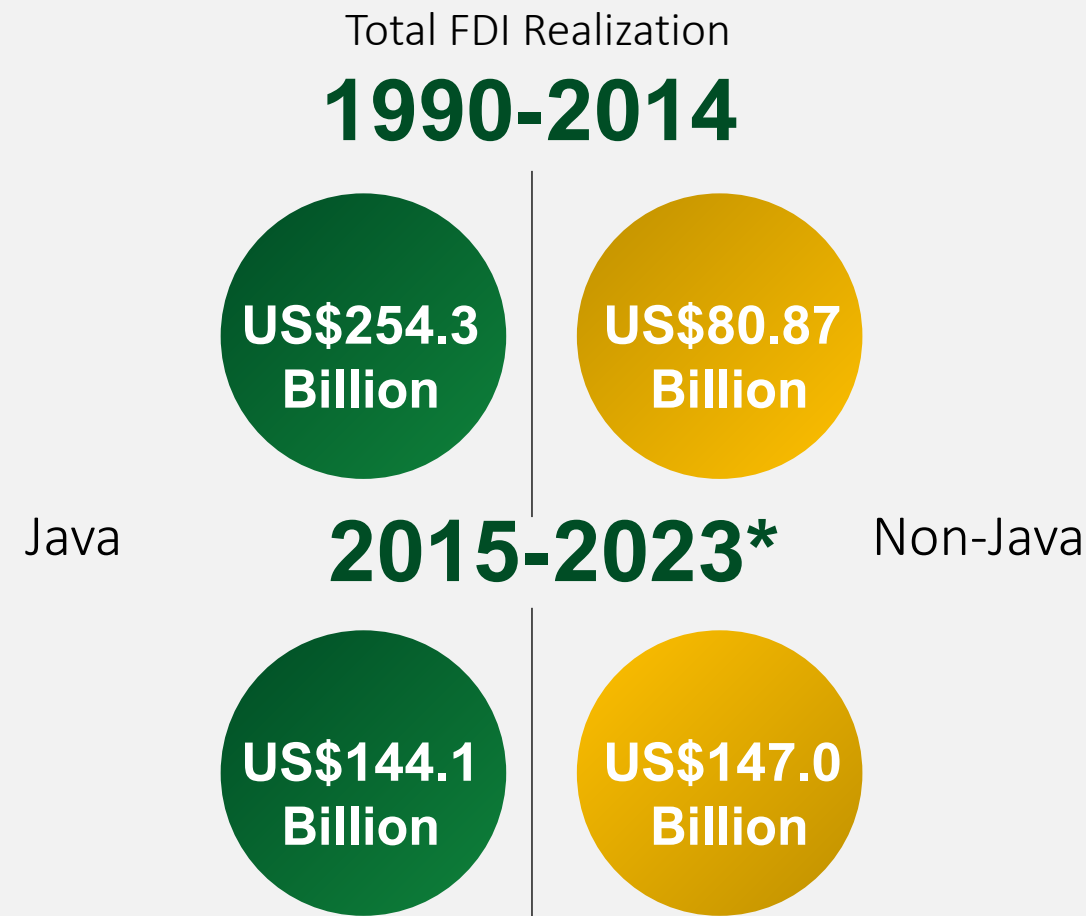 Total FDI Realization
1990-2014
US$254.3
Billion
US$80.87
Billion
Java
2015-2023*
Non-Java
US$144.1
Billion
US$147.0
Billion